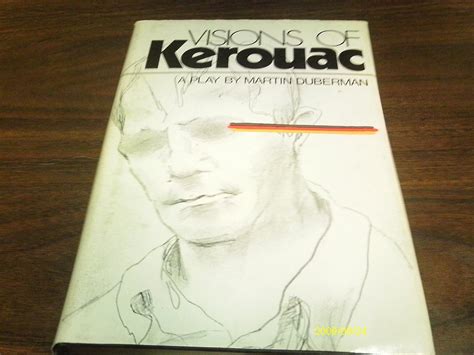 VISIONS OF
Kerouac
A PLAY BY MARTIN DUBERMAN